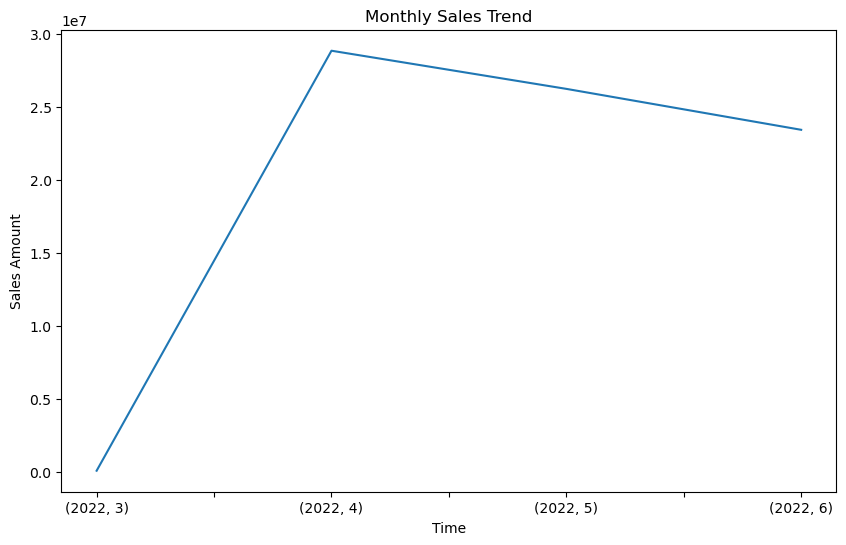 Monthly Sales Trend
1e7
3.0
2.5
2.0
1.5
1.0
0.5
0.0
Sales Amount
(2022, 3) (2022, 4) (2022, 5) (2022, 6)
Time